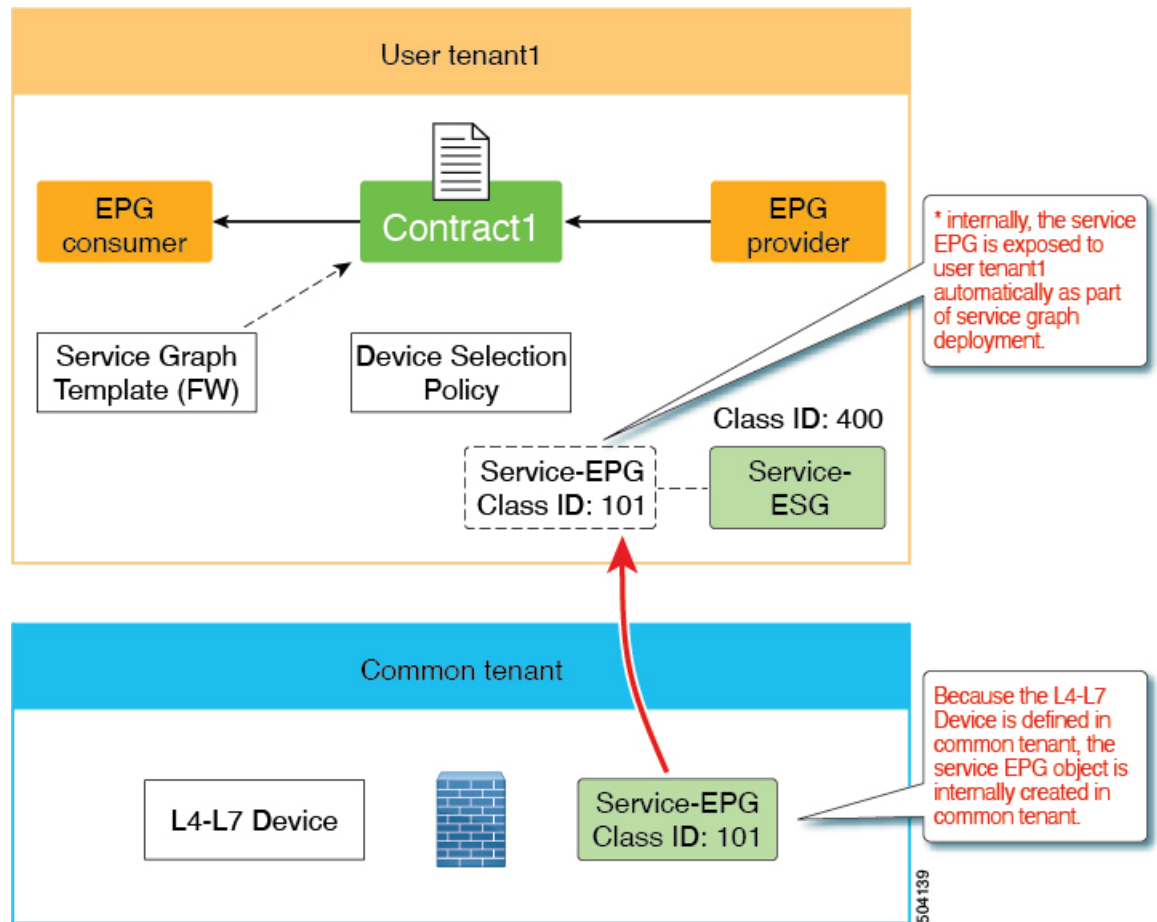 User tenant1
EPG
consumer
Contract1
EPG
provider
* internally, the service
EPG is exposed to
user tenant1
automatically as part
of service graph
deployment.
Service Graph
Template (FW)
Device Selection
Policy
Class ID: 400
Service-EPG
Class ID: 101
Service-
ESG
Common tenant
L4-L7 Device
Service-EPG
Class ID: 101
Because the L4-L7
Device is defined in
common tenant, the
service EPG object is
internally created in
common tenant.
504139